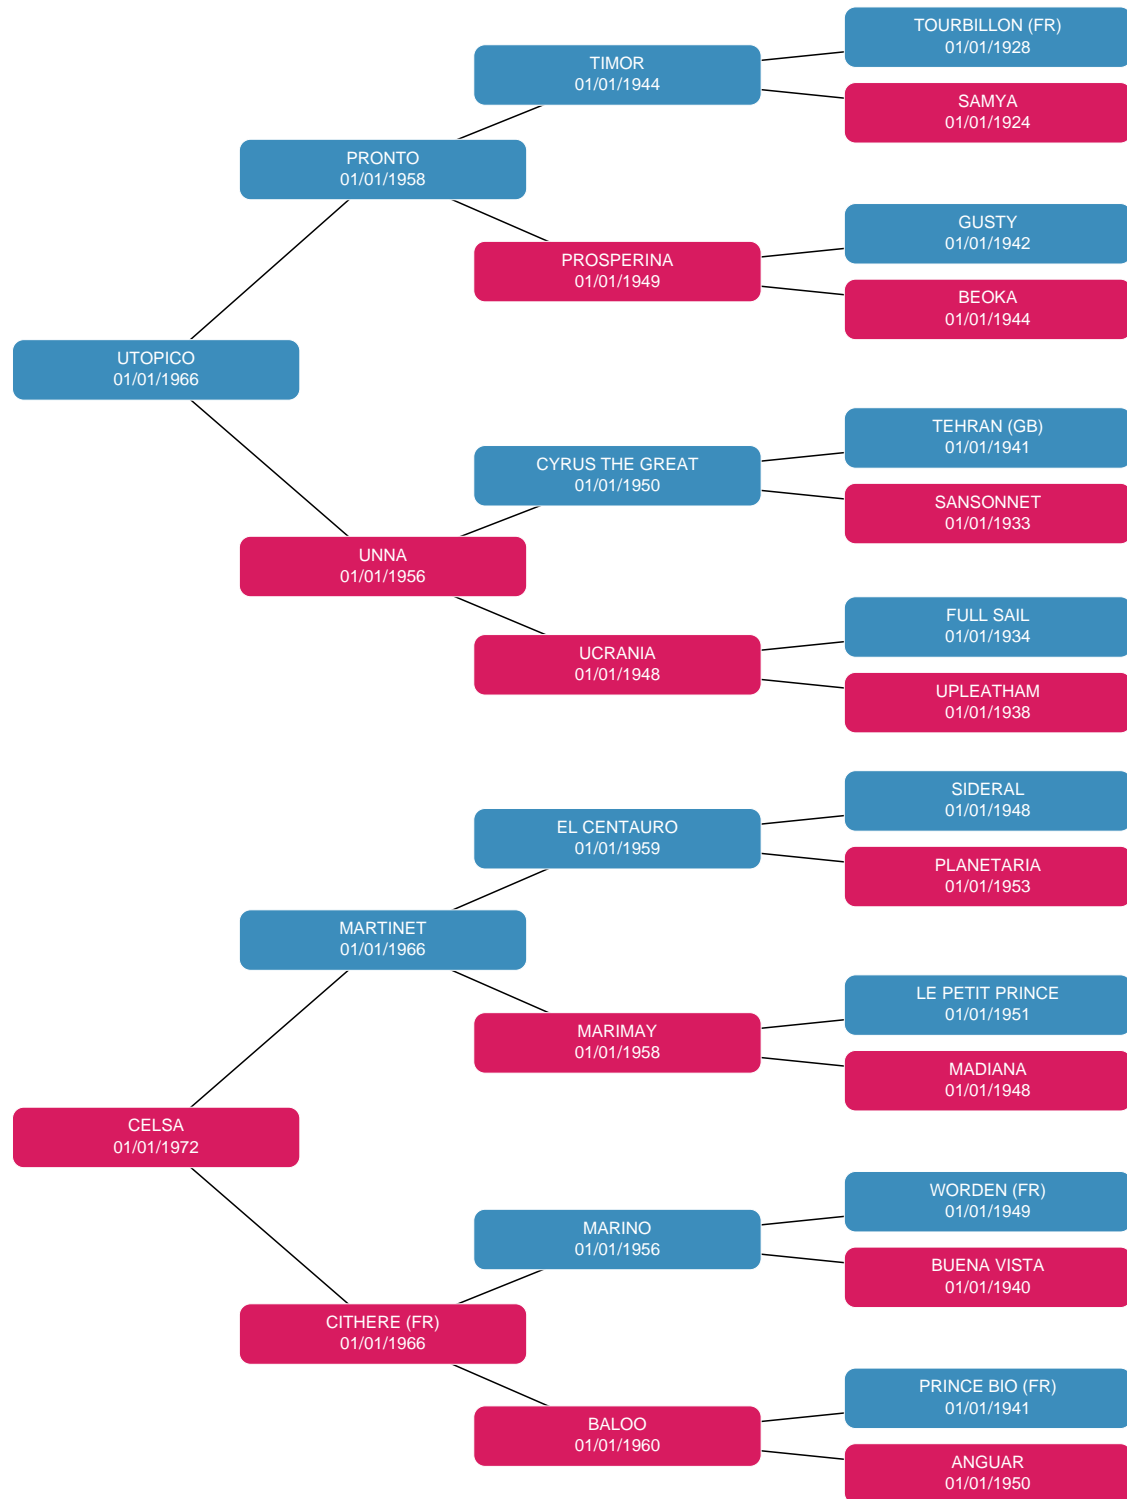 TOURBILLON (FR)
01/01/1928
TIMOR
01/01/1944
SAMYA
01/01/1924
PRONTO
01/01/1958
GUSTY
01/01/1942
PROSPERINA
01/01/1949
BEOKA
01/01/1944
UTOPICO
01/01/1966
TEHRAN (GB)
01/01/1941
CYRUS THE GREAT
01/01/1950
SANSONNET
01/01/1933
UNNA
01/01/1956
FULL SAIL
01/01/1934
UCRANIA
01/01/1948
UPLEATHAM
01/01/1938
SIDERAL
01/01/1948
EL CENTAURO
01/01/1959
PLANETARIA
01/01/1953
MARTINET
01/01/1966
LE PETIT PRINCE
01/01/1951
MARIMAY
01/01/1958
MADIANA
01/01/1948
CELSA
01/01/1972
WORDEN (FR)
01/01/1949
MARINO
01/01/1956
BUENA VISTA
01/01/1940
CITHERE (FR)
01/01/1966
PRINCE BIO (FR)
01/01/1941
BALOO
01/01/1960
ANGUAR
01/01/1950